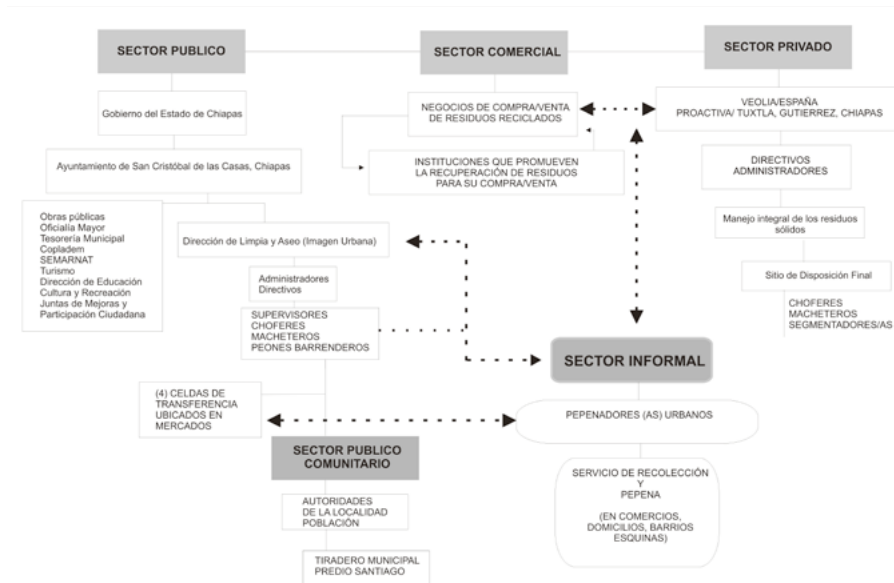 SECTOR PUBLICO
SECTOR COMERCIAL
SECTOR PRIVADO
Gobierno del Estado de Chiapas
NEGOCIOS DE COMPRA/VENTA
DE RESIDUOS RECICLADOS
VEOLIA/ESPAÑA
PROACTIVA/ TUXTLA, GUTIERREZ, CHIAPAS
Ayuntamiento de San Cristóbal de las Casas, Chiapas
INSTITUCIONES QUE PROMUEVEN
LA RECUPERACIÓN DE RESIDUOS
PARA SU COMPRA/VENTA
DIRECTIVOS
ADMINISTRADORES
Obras públicas
Oficialía Mayor
Tesorería Municipal
Copladem
SEMARNAT
Turismo
Dirección de Educación
Cultura y Recreación
Juntas de Mejoras y
Participación Ciudadana
Dirección de Limpia y Aseo (Imagen Urbana)
Manejo integral de los residuos
sólidos
Administradores
Directivos
Sitio de Disposición Final
SUPERVISORES
CHOFERES
MACHETEROS
PEONES BARRENDEROS
CHOFERES
MACHETEROS
SEGMENTADORES/AS
SECTOR INFORMAL
(4) CELDAS DE
TRANSFERENCIA
UBICADOS EN
MERCADOS
PEPENADORES (AS) URBANOS
SECTOR PUBLICO
COMUNITARIO
SERVICIO DE RECOLECCIÓN
Y
PEPENA
(EN COMERCIOS,
DOMICILIOS, BARRIOS
ESQUINAS)
AUTORIDADES
DE LA LOCALIDAD
POBLACIÓN
TIRADERO MUNICIPAL
PREDIO SANTIAGO